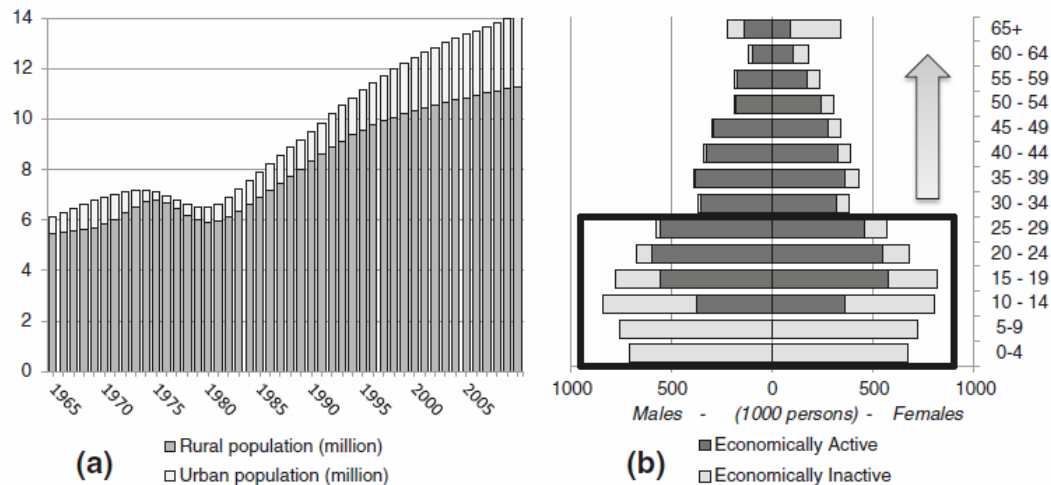 14
12
10
8
6
4
2
0
1965
1970
1975
1980
1985
1990
1995
2000
2005
Rural population (million)
Urban population (million)
(a)
65+
60 - 64
55 - 59
50 - 54
45 - 49
40 - 44
35 - 39
30 - 34
25 - 29
20 - 24
15 - 19
10 - 14
5-9
0-4
1000 500 0 500 1000
Males - (1000 persons) - Females
Economically Active
Economically Inactive
(b)